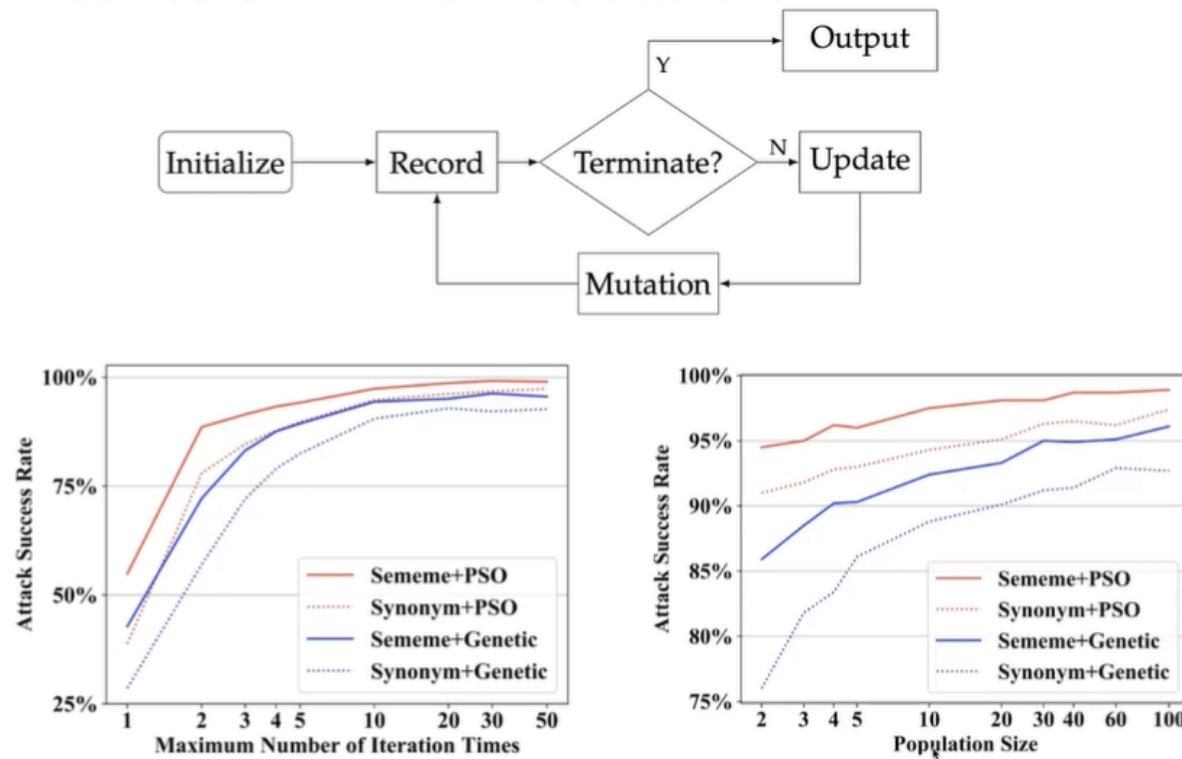 Output
Y
Initialize
Record
Terminate?
N
Update
Mutation
100%
75%
50%
25%
Attack Success Rate
Sememe+PSO
Synonym+PSO
Sememe+Genetic
Synonym+Genetic
1 2 3 4 5 10 20 30 50
Maximum Number of Iteration Times
100%
95%
90%
85%
80%
75%
Attack Success Rate
Sememe+PSO
Synonym+PSO
Sememe+Genetic
Synonym+Genetic
2 3 4 5 10 20 30 40 60 100
Population Size